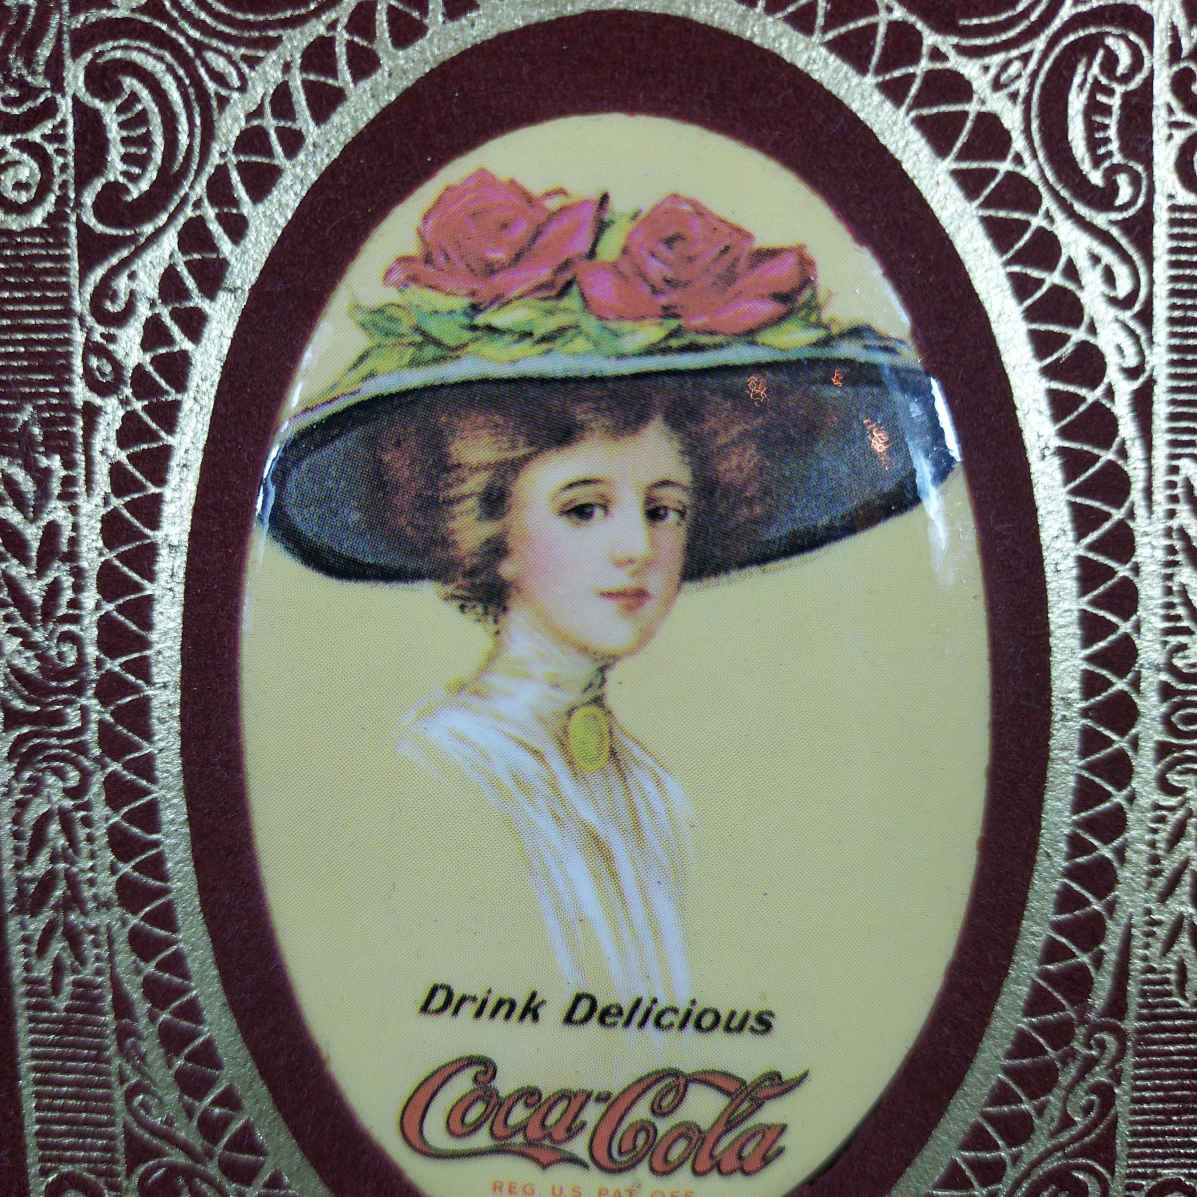 Drink Delicious
Coca-Cola
REG. U.S. PAT. OFF.